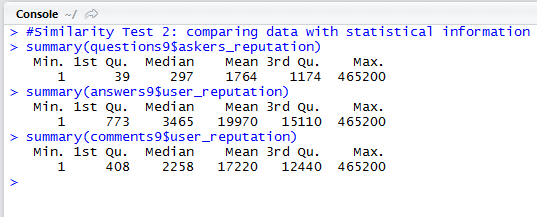 Console ~/
> #Similarity Test 2: comparing data with statistical information
> summary(questions9$askers_reputation)
Min. 1st Qu. Median Mean 3rd Qu. Max.
1 39 297 1764 1174 465200
> summary(answers9$user_reputation)
Min. 1st Qu. Median Mean 3rd Qu. Max.
1 773 3465 19970 15110 465200
> summary(comments9$user_reputation)
Min. 1st Qu. Median Mean 3rd Qu. Max.
1 408 2258 17220 12440 465200
>